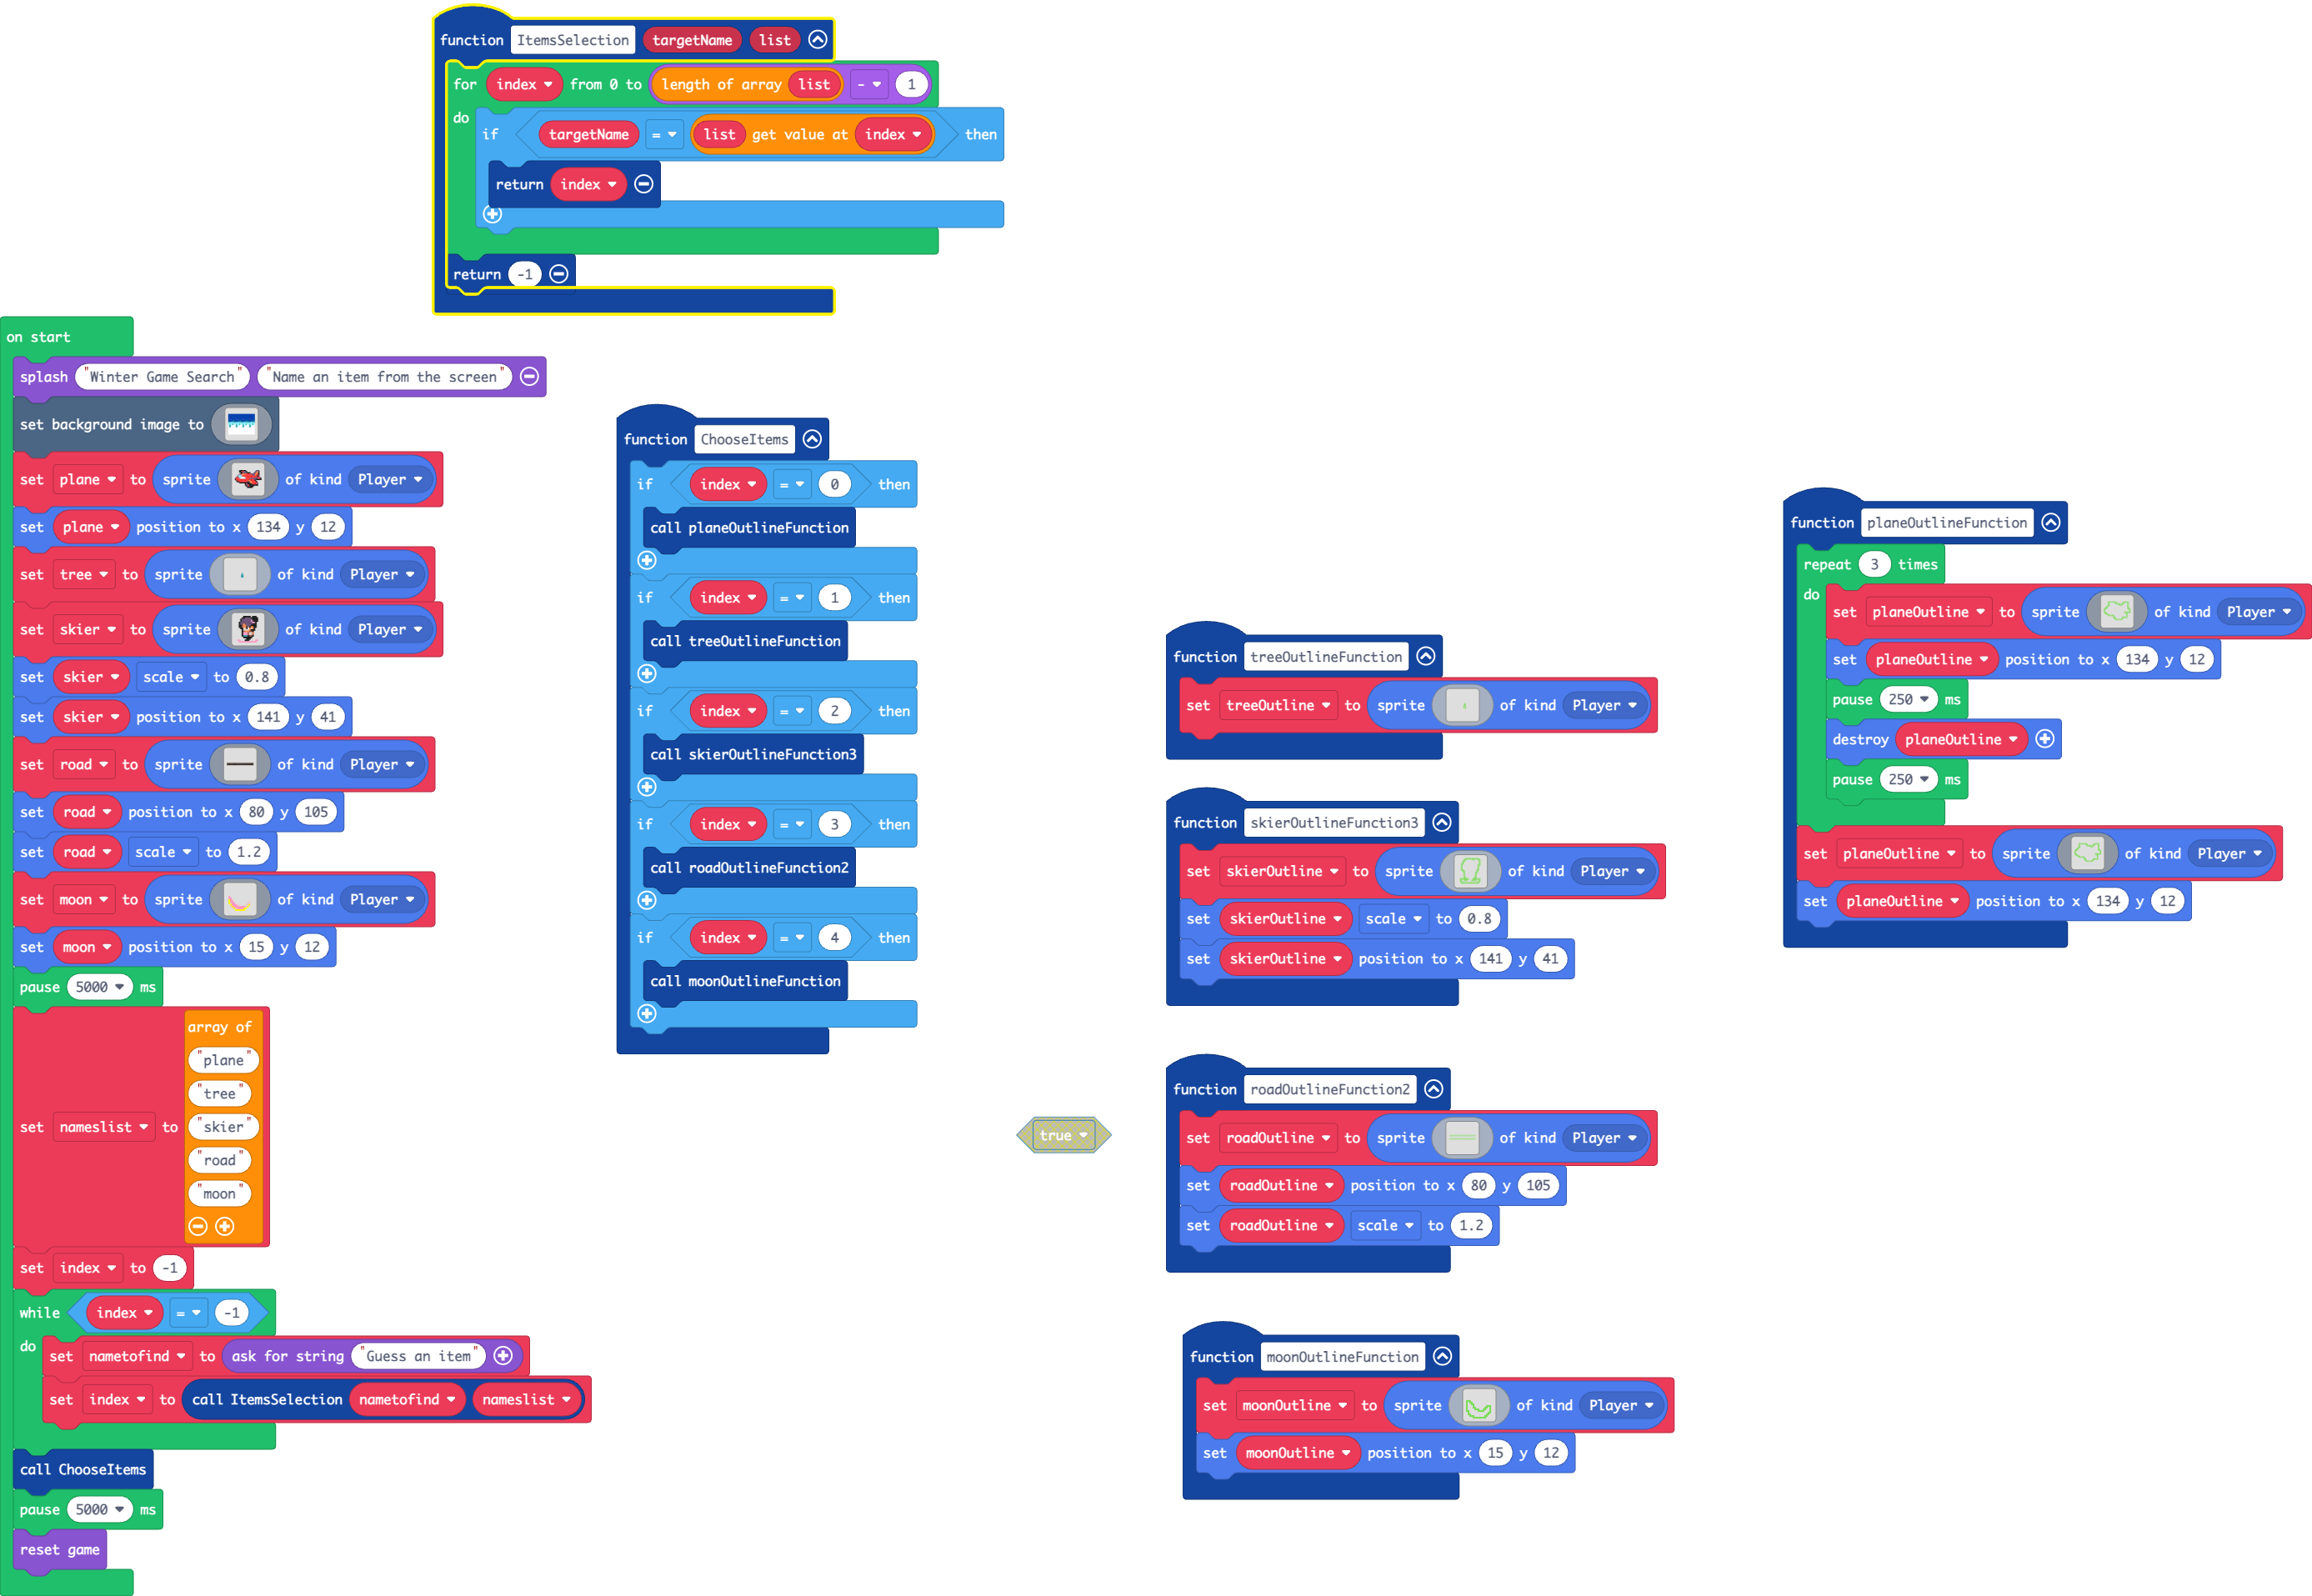 function ItemsSelection targetName list
for index from 0 to length of array list - 1
do
if targetName = list get value at index then
return index
return -1
on start
splash "Winter Game Search" "Name an item from the screen"
set background image to
set plane to sprite of kind Player
set plane position to x 134 y 12
set tree to sprite of kind Player
set skier to sprite of kind Player
set skier scale to 0.8
set skier position to x 141 y 41
set road to sprite of kind Player
set road position to x 80 y 105
set road scale to 1.2
set moon to sprite of kind Player
set moon position to x 15 y 12
pause 5000 ms
set nameslist to array of
"plane"
"tree"
"skier"
"road"
"moon"
set index to -1
while index = -1
do
set nametofind to ask for string "Guess an item"
set index to call ItemsSelection nametofind nameslist
call ChooseItems
pause 5000 ms
reset game
function ChooseItems
if index = 0 then
call planeOutlineFunction
if index = 1 then
call treeOutlineFunction
if index = 2 then
call skierOutlineFunction3
if index = 3 then
call roadOutlineFunction2
if index = 4 then
call moonOutlineFunction
true
function treeOutlineFunction
set treeOutline to sprite of kind Player
function skierOutlineFunction3
set skierOutline to sprite of kind Player
set skierOutline scale to 0.8
set skierOutline position to x 141 y 41
function roadOutlineFunction2
set roadOutline to sprite of kind Player
set roadOutline position to x 80 y 105
set roadOutline scale to 1.2
function moonOutlineFunction
set moonOutline to sprite of kind Player
set moonOutline position to x 15 y 12
function planeOutlineFunction
repeat 3 times
do
set planeOutline to sprite of kind Player
set planeOutline position to x 134 y 12
pause 250 ms
destroy planeOutline
pause 250 ms
set planeOutline to sprite of kind Player
set planeOutline position to x 134 y 12